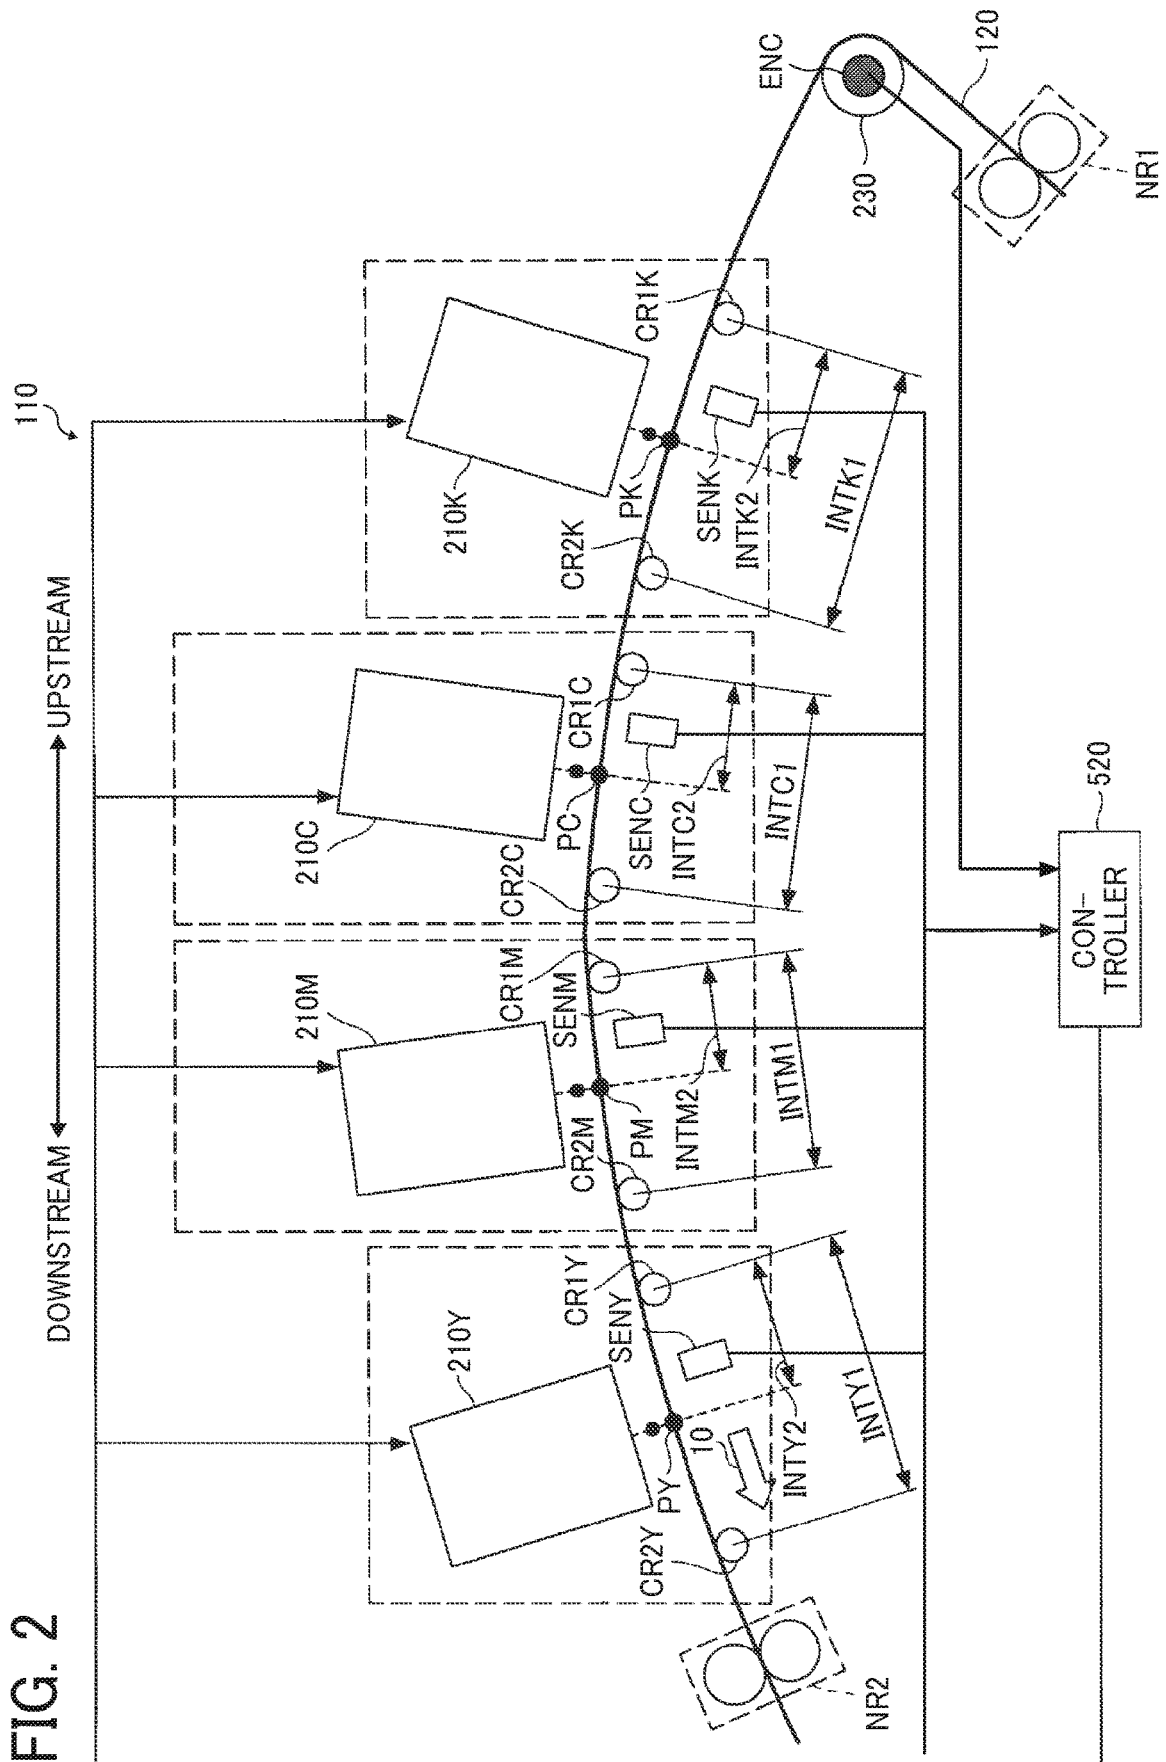 FIG. 2
110
DOWNSTREAM
UPSTREAM
210Y
210M
210C
210K
CR2Y
PY
10
SENY
CR1Y
INTY2
INTY1
CR2M
PM
SENM
CR1M
INTM2
INTM1
CR2C
PC
SENC
CR1C
INTC2
INTC1
CR2K
PK
SENK
CR1K
INTK2
INTK1
ENC
230
120
NR1
NR2
520
CON-
TROLLER